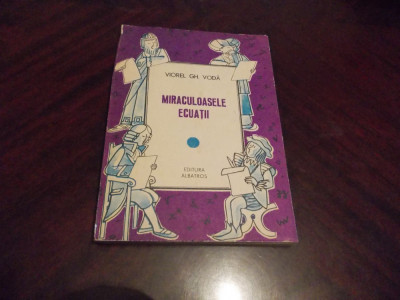 VIOREL GH. VODĂ
MIRACULOASELE
ECUAȚII
EDITURA
ALBATROS